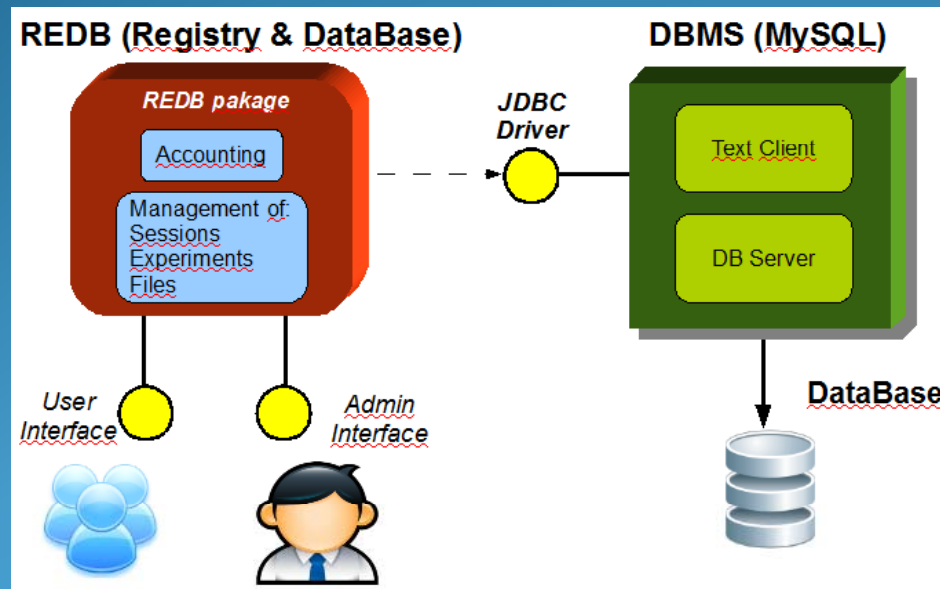 REDB (Registry & DataBase)
DBMS (MySQL)
REDB pakage
Accounting
Management of:
Sessions
Experiments
Files
JDBC
Driver
Text Client
DB Server
User
Interface
Admin
Interface
DataBase